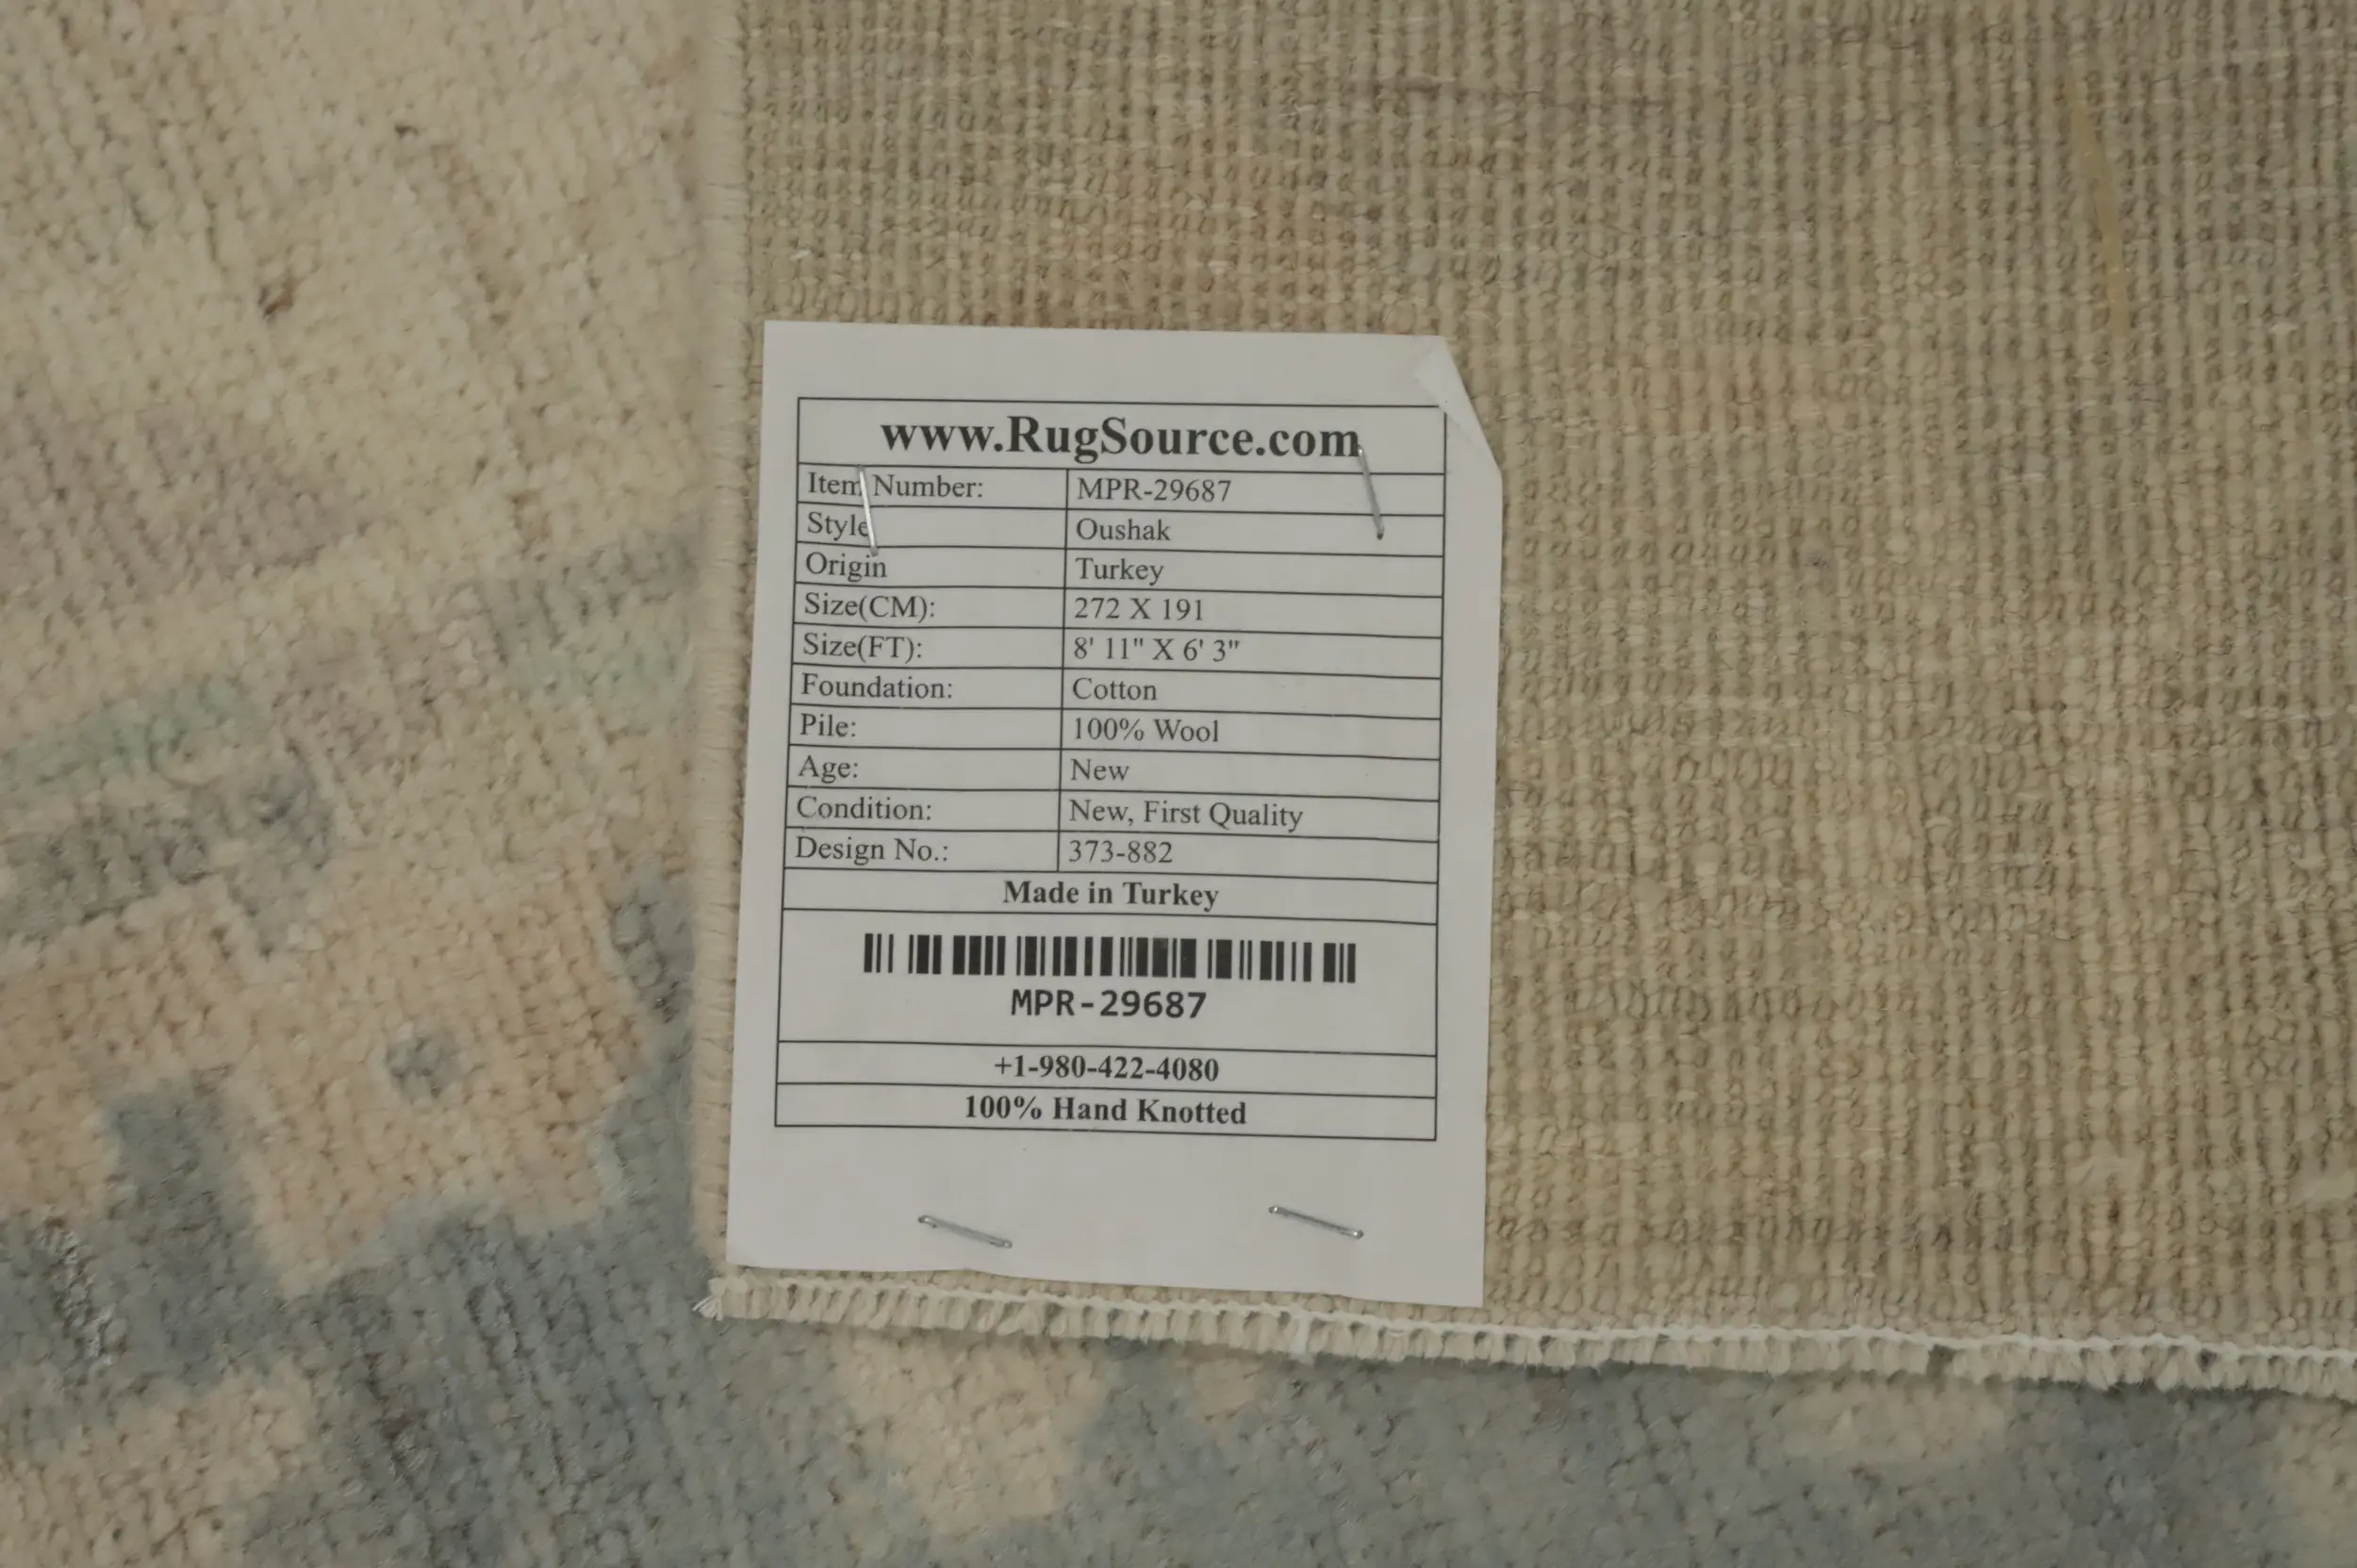 www.RugSource.com
Item Number: MPR-29687
Style Oushak
Origin Turkey
Size(CM): 272 X 191
Size(FT): 8' 11" X 6' 3"
Foundation: Cotton
Pile: 100% Wool
Age: New
Condition: New, First Quality
Design No.: 373-882
Made in Turkey
MPR-29687
+1-980-422-4080
100% Hand Knotted